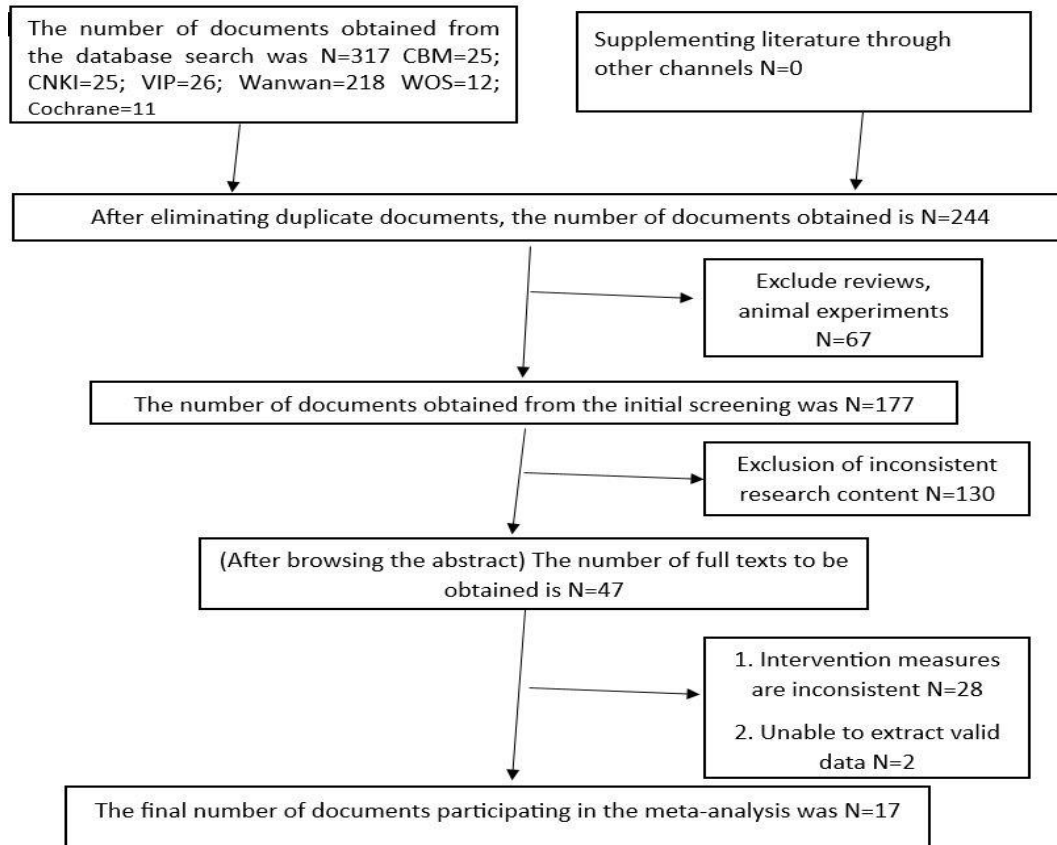 The number of documents obtained from
the database search was N=317 CBM=25;
CNKI=25; VIP=26; Wanwan=218 WOS=12;
Cochrane=11
Supplementing literature through
other channels N=0
After eliminating duplicate documents, the number of documents obtained is N=244
Exclude reviews,
animal experiments
N=67
The number of documents obtained from the initial screening was N=177
Exclusion of inconsistent
research content N=130
(After browsing the abstract) The number of full texts to be
obtained is N=47
1. Intervention measures
are inconsistent N=28
2. Unable to extract valid
data N=2
The final number of documents participating in the meta-analysis was N=17